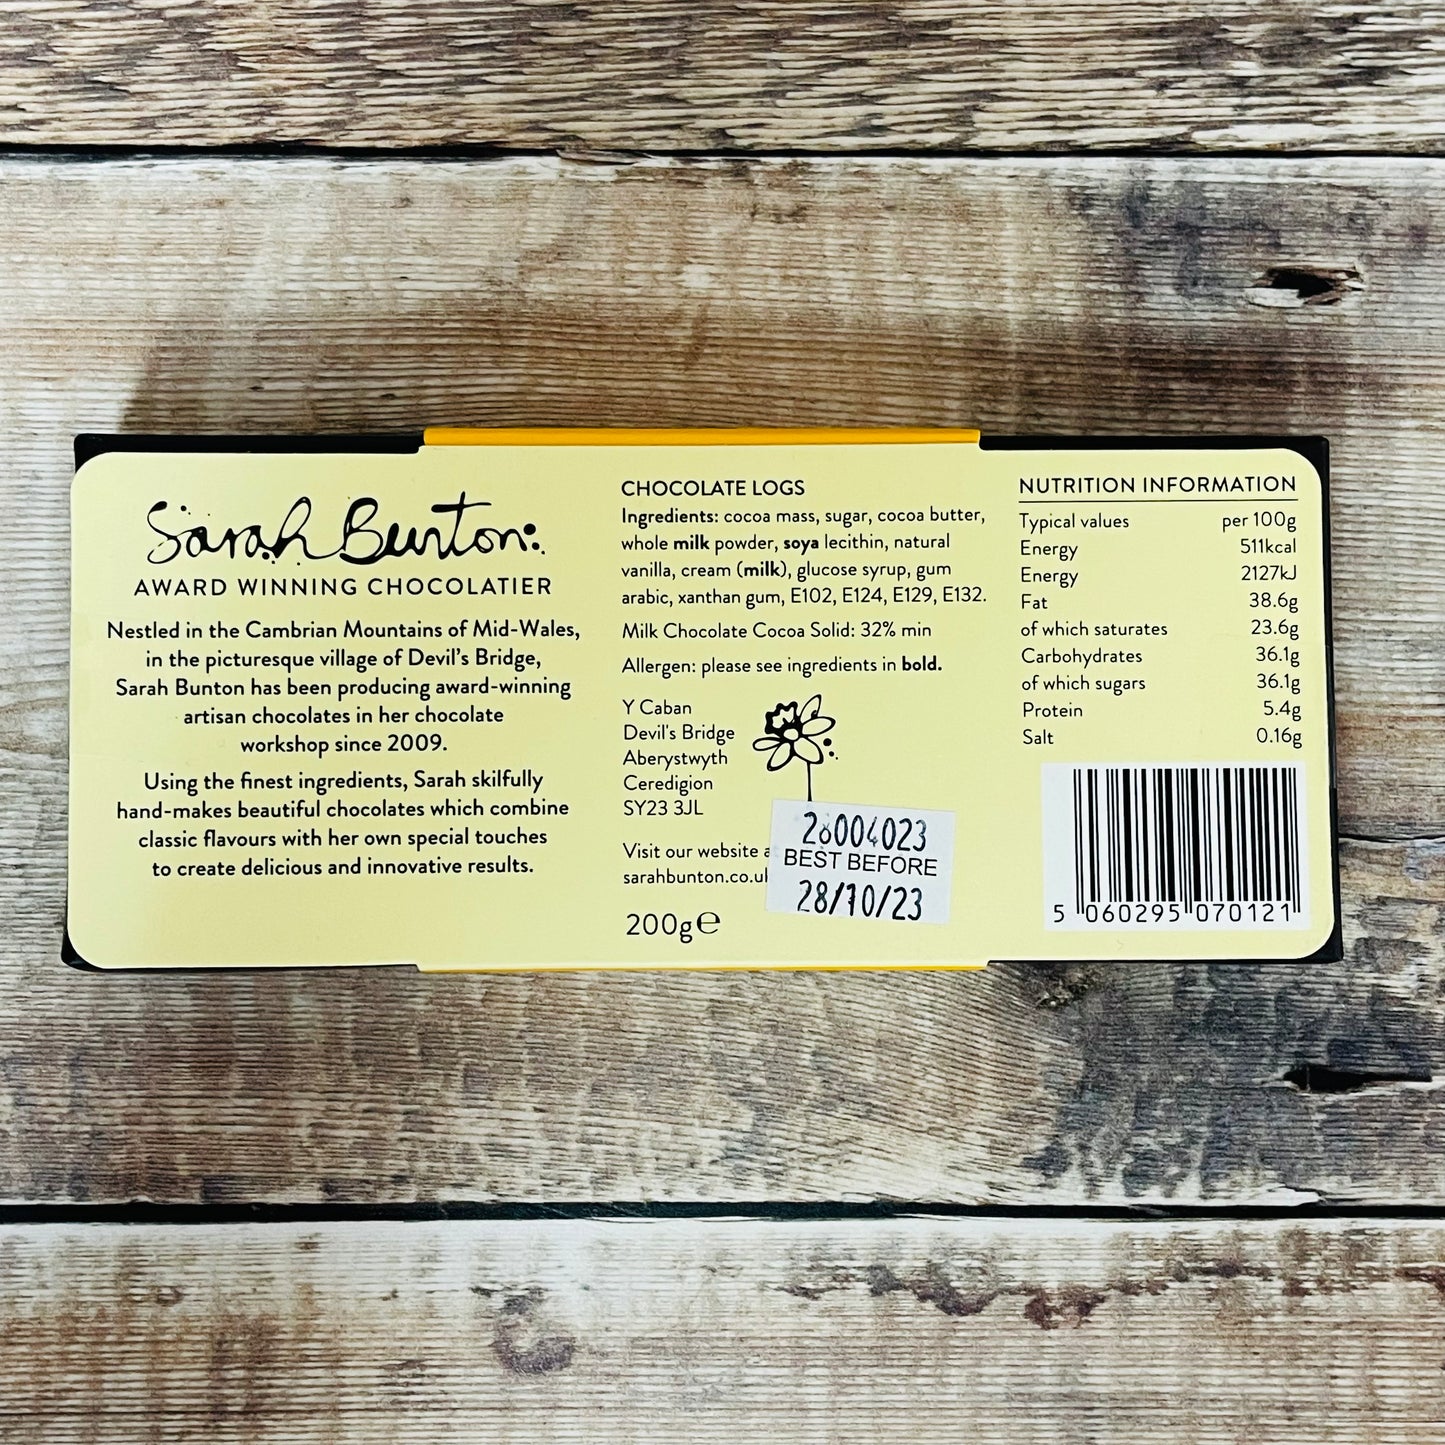 Sarah Bunton
AWARD WINNING CHOCOLATIER
Nestled in the Cambrian Mountains of Mid-Wales,
in the picturesque village of Devil's Bridge,
Sarah Bunton has been producing award-winning
artisan chocolates in her chocolate
workshop since 2009.
Using the finest ingredients, Sarah skilfully
hand-makes beautiful chocolates which combine
classic flavours with her own special touches
to create delicious and innovative results.
CHOCOLATE LOGS
Ingredients: cocoa mass, sugar, cocoa butter,
whole milk powder, soya lecithin, natural
vanilla, cream (milk), glucose syrup, gum
arabic, xanthan gum, E102, E124, E129, E132.
Milk Chocolate Cocoa Solid: 32% min
Allergen: please see ingredients in bold.
Y Caban
Devil's Bridge
Aberystwyth
Ceredigion
SY23 3JL
Visit our website
sarahbunton.co.uk
200g℮
28004023
BEST BEFORE
28/10/23
NUTRITION INFORMATION
Typical values per 100g
Energy 511kcal
Energy 2127kJ
Fat 38.6g
of which saturates 23.6g
Carbohydrates 36.1g
of which sugars 36.1g
Protein 5.4g
Salt 0.16g
5 060295 070121